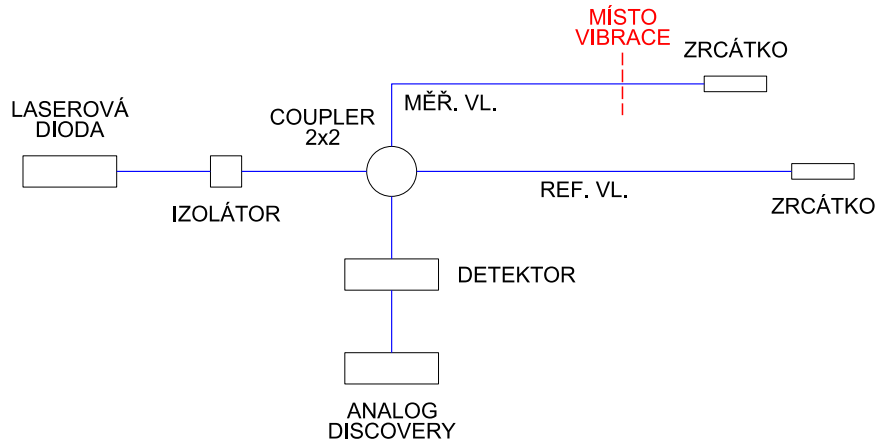 MÍSTO
VIBRACE
ZRCÁTKO
LASEROVÁ
DIODA
COUPLER
2x2
MĚŘ. VL.
IZOLÁTOR
REF. VL.
ZRCÁTKO
DETEKTOR
ANALOG
DISCOVERY